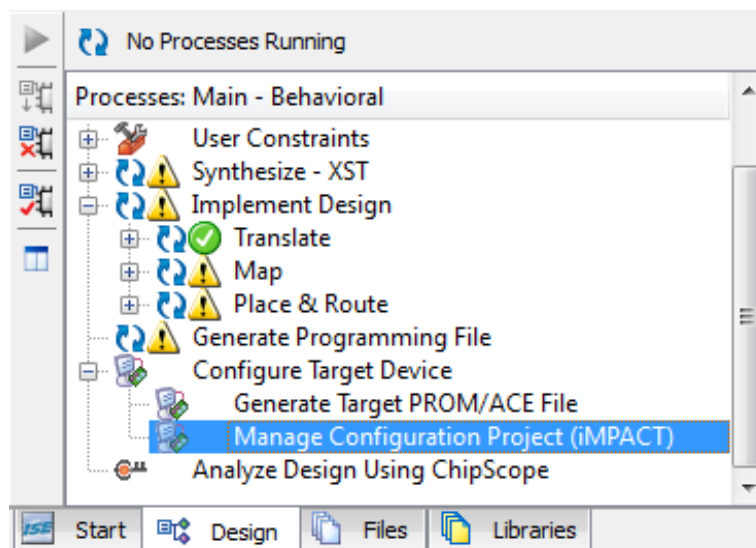 No Processes Running
Processes: Main - Behavioral
User Constraints
Synthesize - XST
Implement Design
Translate
Map
Place & Route
Generate Programming File
Configure Target Device
Generate Target PROM/ACE File
Manage Configuration Project (iMPACT)
Analyze Design Using ChipScope
ISE Start Design Files Libraries